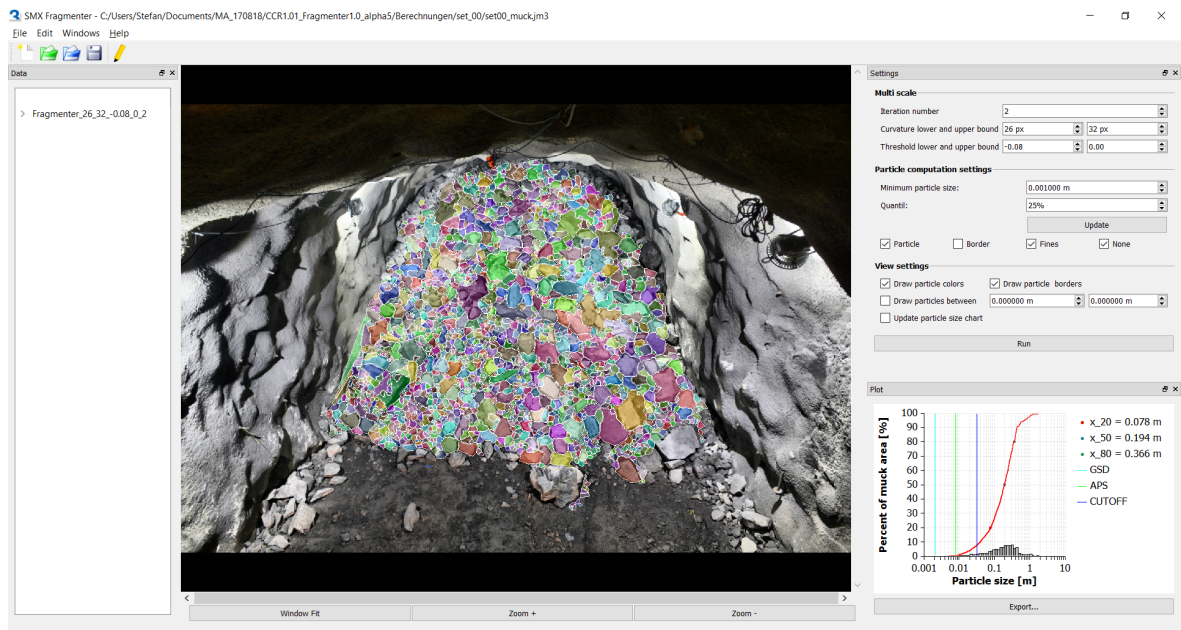 SMX Fragmenter - C:/Users/Stefan/Documents/MA_170818/CCR1.01_Fragmenter1.0_alpha5/Berechnungen/set_00/set00_muck.jm3
File Edit Windows Help
Data
Fragmenter_26_32_-0.08_0_2
Window Fit
Zoom +
Zoom -
Settings
Multi scale
Iteration number 2
Curvature lower and upper bound 26 px 32 px
Threshold lower and upper bound -0.08 0.00
Particle computation settings
Minimum particle size: 0.001000 m
Quantil: 25%
Update
Particle Border Fines None
View settings
Draw particle colors Draw particle borders
Draw particles between 0.000000 m 0.000000 m
Update particle size chart
Run
Plot
Percent of muck area [%]
100
90
80
70
60
50
40
30
20
10
0
0.001 0.01 0.1 1 10
Particle size [m]
x_20 = 0.078 m
x_50 = 0.194 m
x_80 = 0.366 m
GSD
APS
CUTOFF
Export...